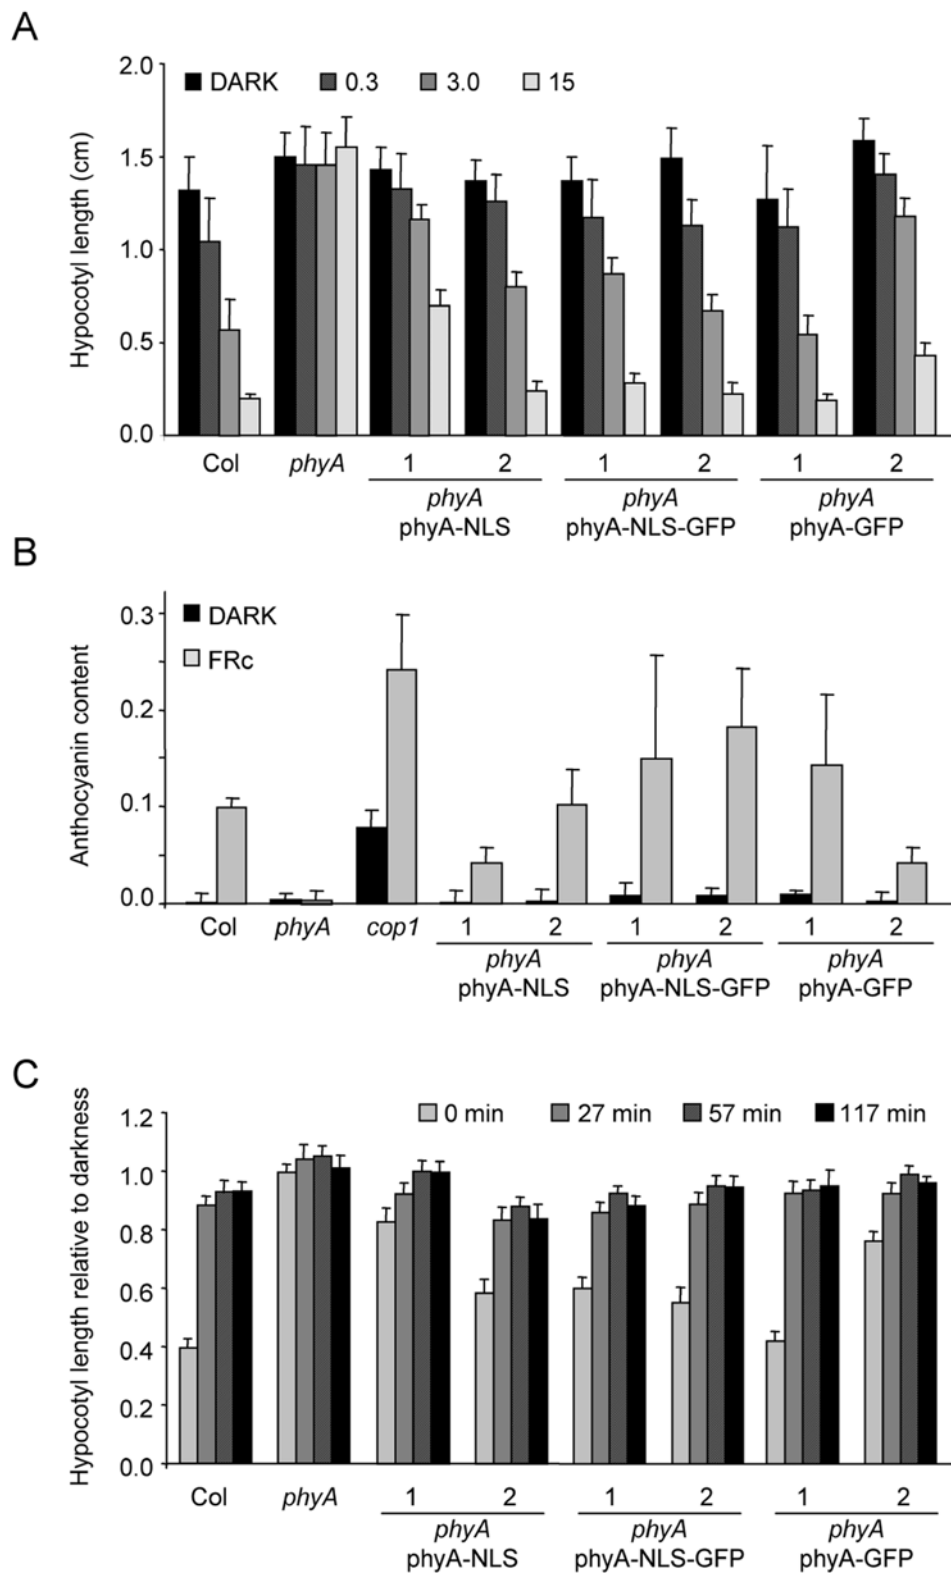 A
2.0
DARK 0.3 3.0 15
1.5
1.0
0.5
0.0
Hypocotyl length (cm)
Col phyA 1 2 1 2 1 2
phyA phyA phyA
phyA-NLS phyA-NLS-GFP phyA-GFP
B
0.3
DARK
FRc
0.2
0.1
0.0
Anthocyanin content
Col phyA cop1 1 2 1 2 1 2
phyA phyA phyA
phyA-NLS phyA-NLS-GFP phyA-GFP
C
1.2
0 min 27 min 57 min 117 min
1.0
0.8
0.6
0.4
0.2
0.0
Hypocotyl length relative to darkness
Col phyA 1 2 1 2 1 2
phyA phyA phyA
phyA-NLS phyA-NLS-GFP phyA-GFP